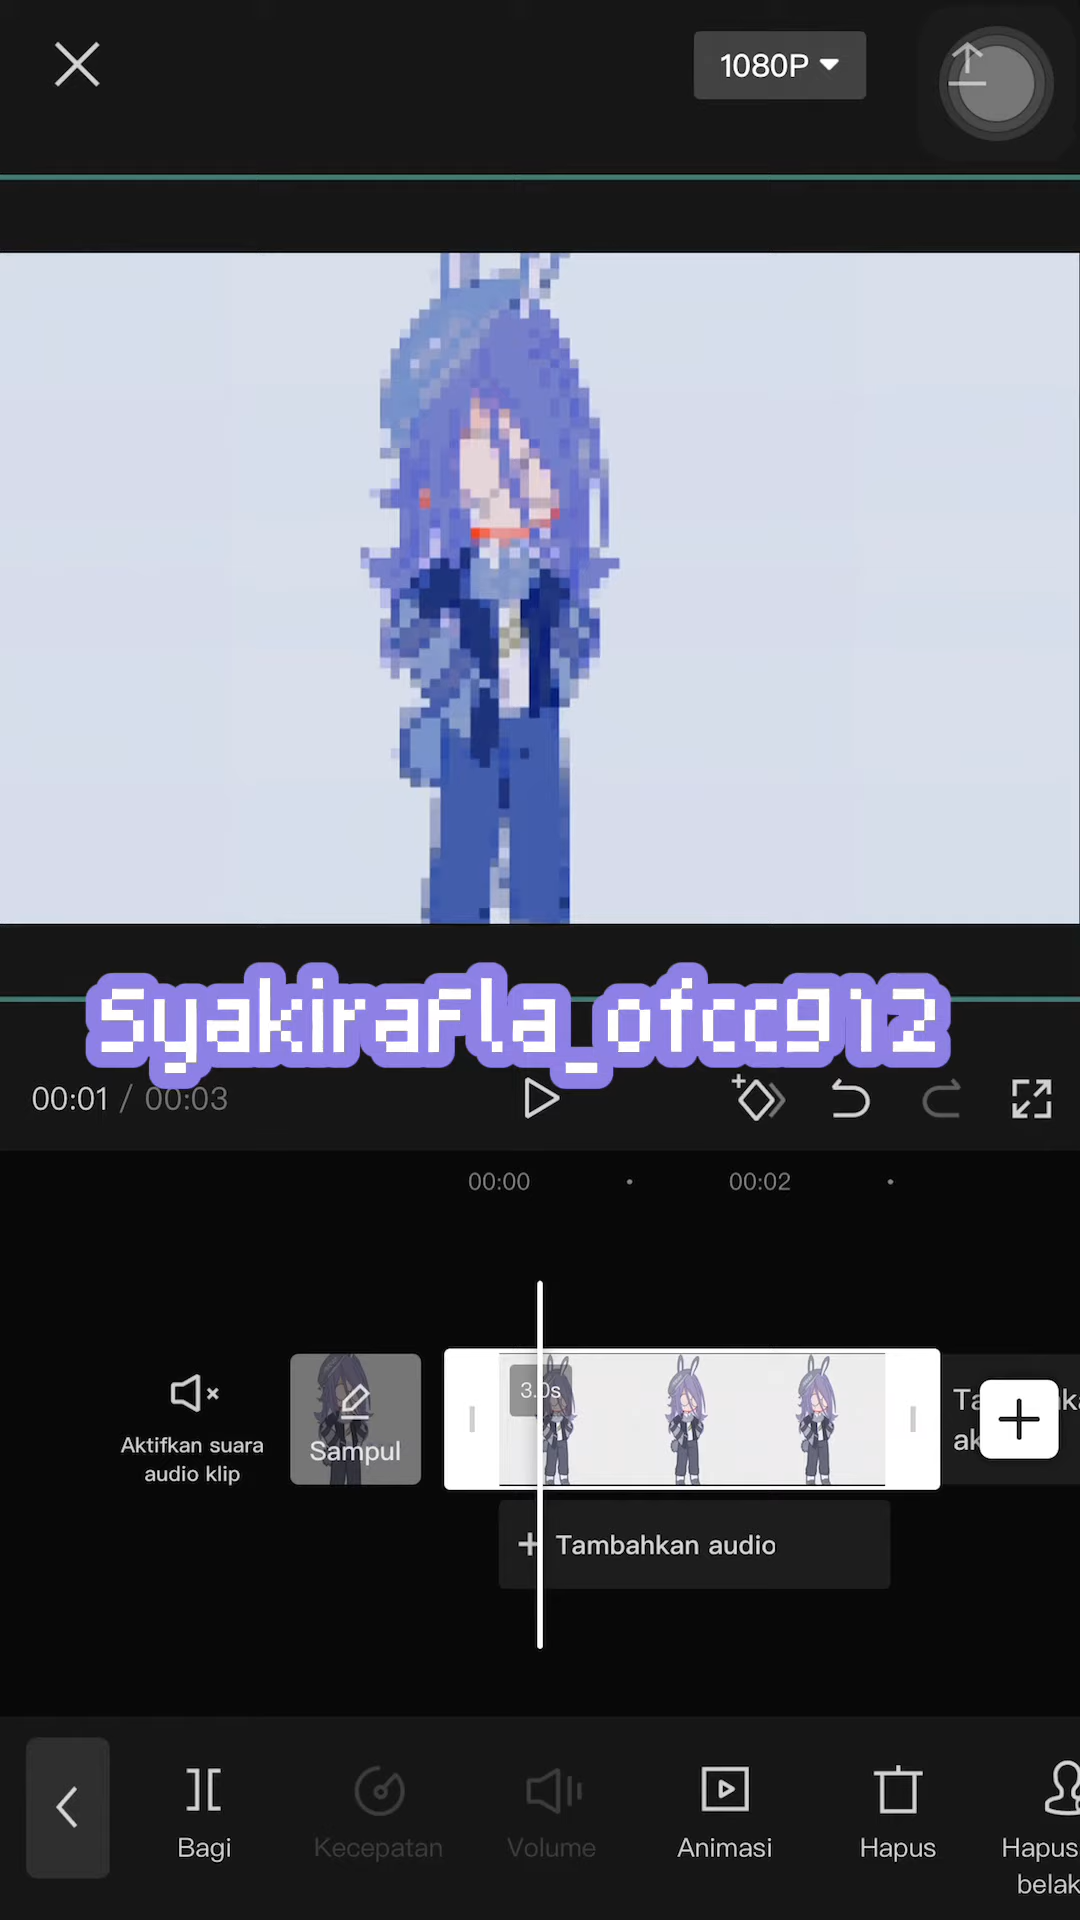 1080P
SyakiraFla_ofcc912
00:01 / 00:03
00:00
00:02
3.0s
Aktifkan suara
audio klip
Sampul
Tambahkan audio
Bagi
Kecepatan
Volume
Animasi
Hapus
Hapus